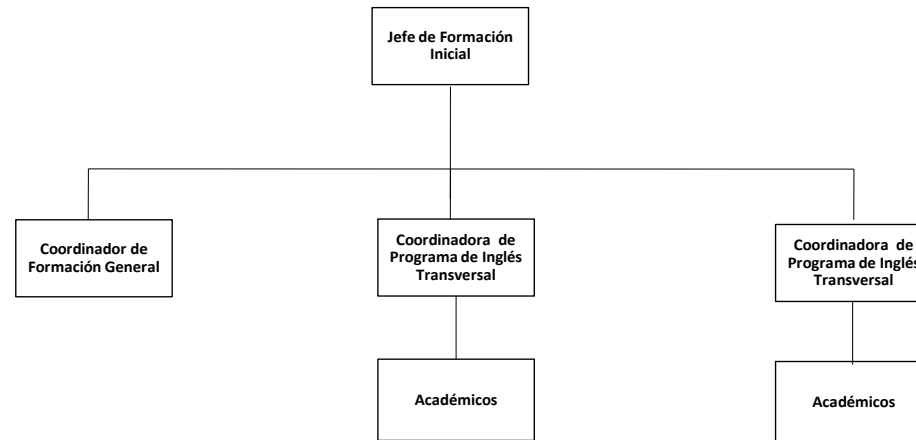 Jefe de Formación
Inicial
Coordinador de
Formación General
Coordinadora de
Programa de Inglés
Transversal
Coordinadora de
Programa de Inglés
Transversal
Académicos
Académicos